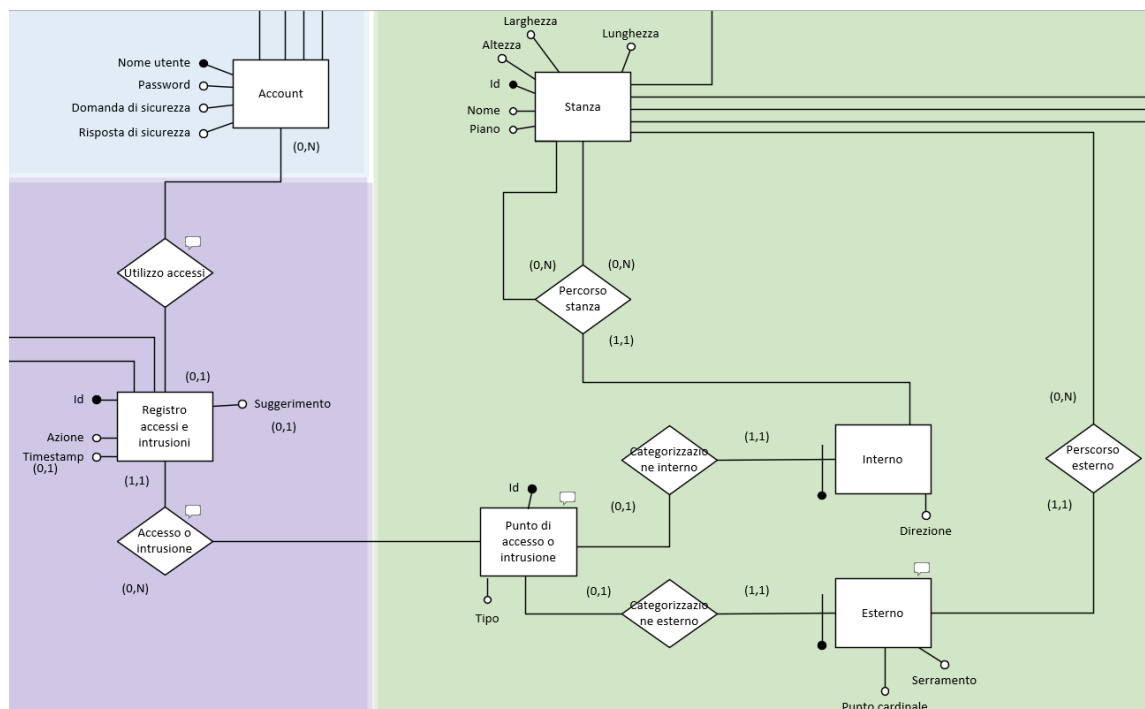 Larghezza
Lunghezza
Altezza
Nome utente
Password
Domanda di sicurezza
Risposta di sicurezza
Account
(0,N)
Id
Nome
Piano
Stanza
Utilizzo accessi
(0,N)
(0,N)
Percorso
stanza
(1,1)
(0,1)
Id
Azione
Timestamp
(0,1)
Registro
accessi e
intrusioni
Suggerimento
(0,1)
(1,1)
(0,N)
Perscorso
esterno
(1,1)
Categorizzazio
ne interno
(1,1)
(0,1)
Interno
Direzione
Accesso o
intrusione
(0,N)
Id
Punto di
accesso o
intrusione
Tipo
(0,1)
Categorizzazio
ne esterno
(1,1)
Esterno
Serramento
Punto cardinale